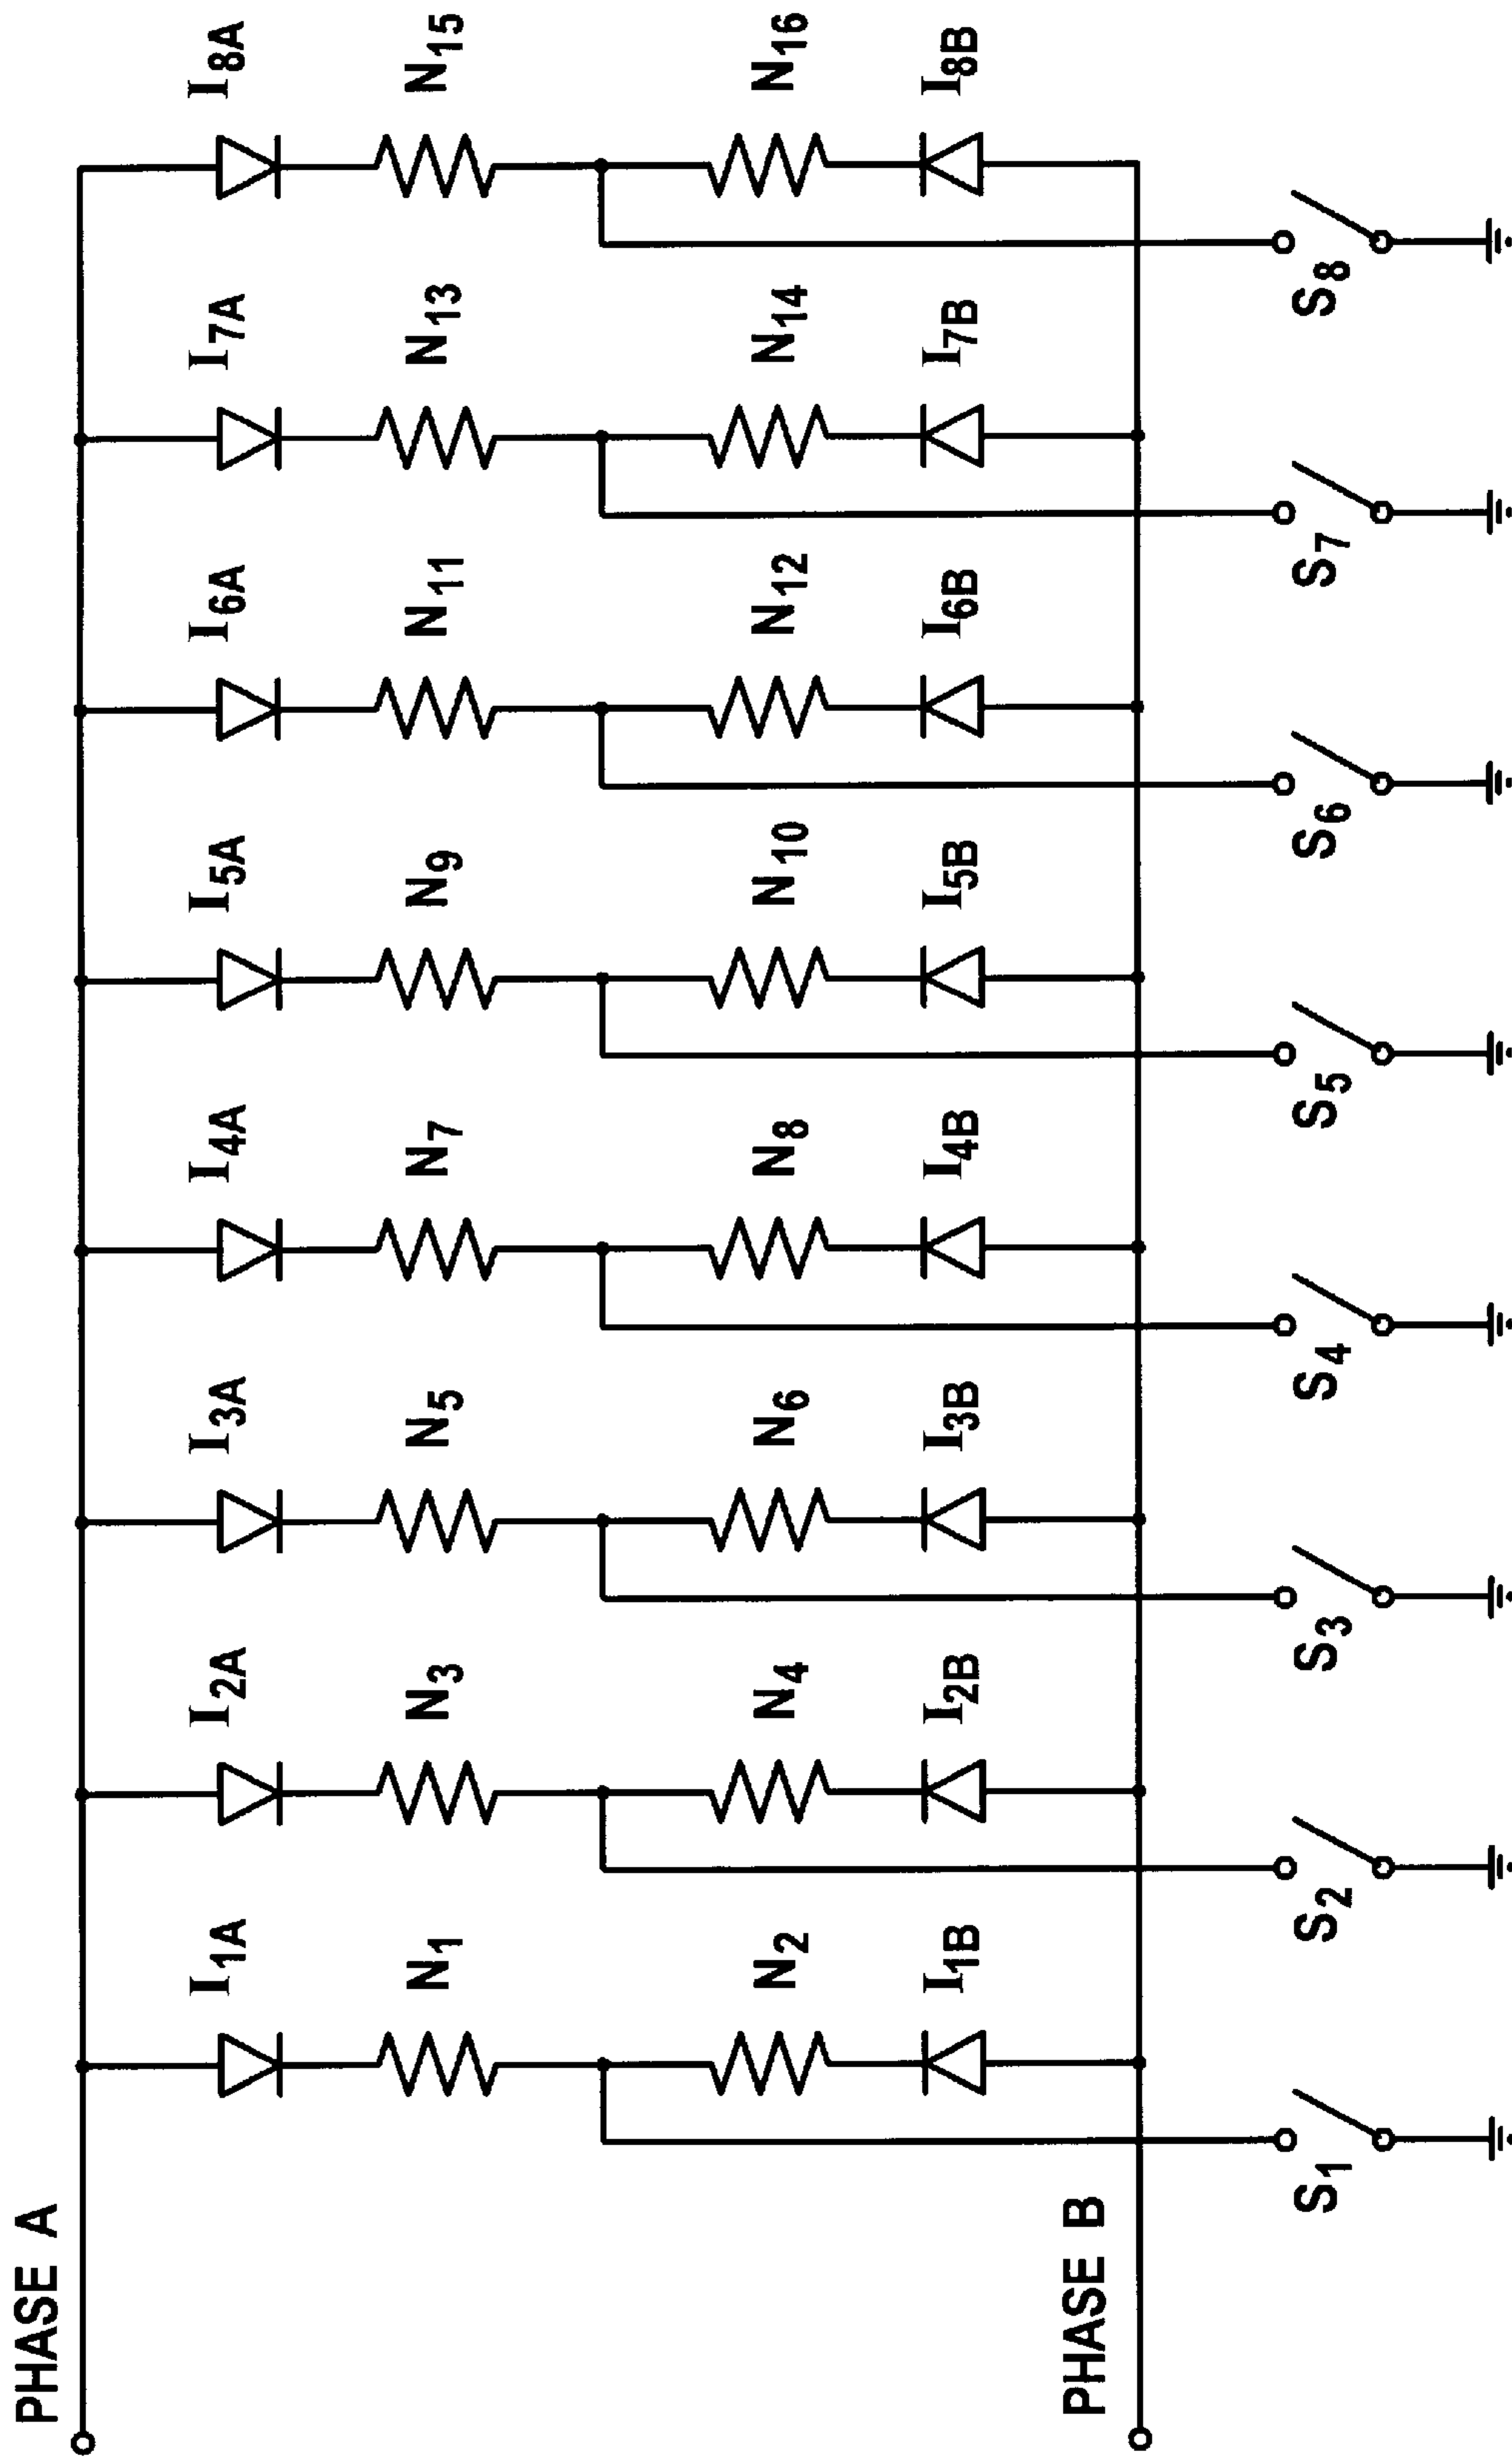 PHASE A
I1A I2A I3A I4A I5A I6A I7A I8A
N1 N3 N5 N7 N9 N11 N13 N15
N2 N4 N6 N8 N10 N12 N14 N16
I1B I2B I3B I4B I5B I6B I7B I8B
PHASE B
S1 S2 S3 S4 S5 S6 S7 S8